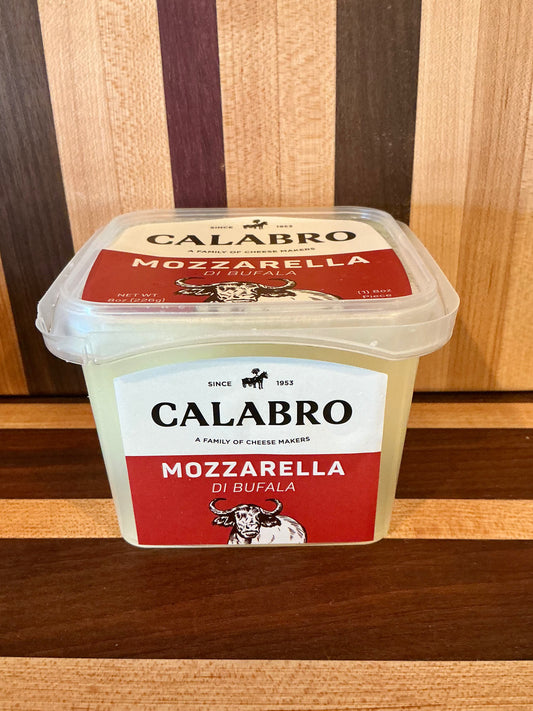 SINCE 1953
CALABRO
A FAMILY OF CHEESE MAKERS
MOZZARELLA
DI BUFALA
NET WT. (1) 8oz
8oz (226g) Piece
SINCE 1953
CALABRO
A FAMILY OF CHEESE MAKERS
MOZZARELLA
DI BUFALA